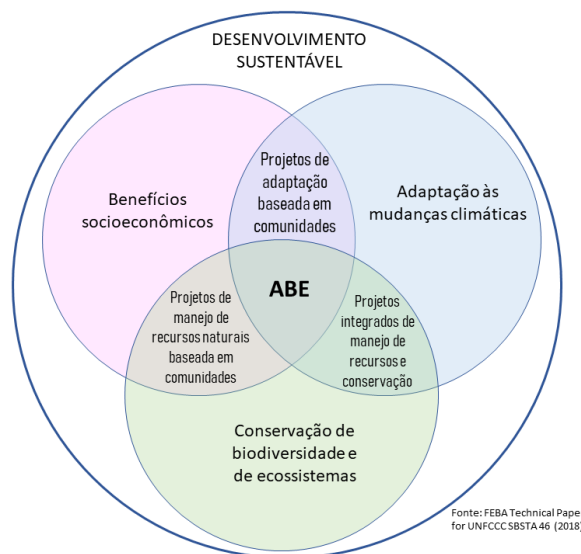 DESENVOLVIMENTO
SUSTENTÁVEL
Benefícios
socioeconômicos
Projetos de
adaptação
baseada em
comunidades
Adaptação às
mudanças climáticas
ABE
Projetos de
manejo de
recursos naturais
baseada em
comunidades
Projetos
integrados de
manejo de
recursos e
conservação
Conservação de
biodiversidade e
de ecossistemas
Fonte: FEBA Technical Pape
for UNFCCC SBSTA 46 (2018)